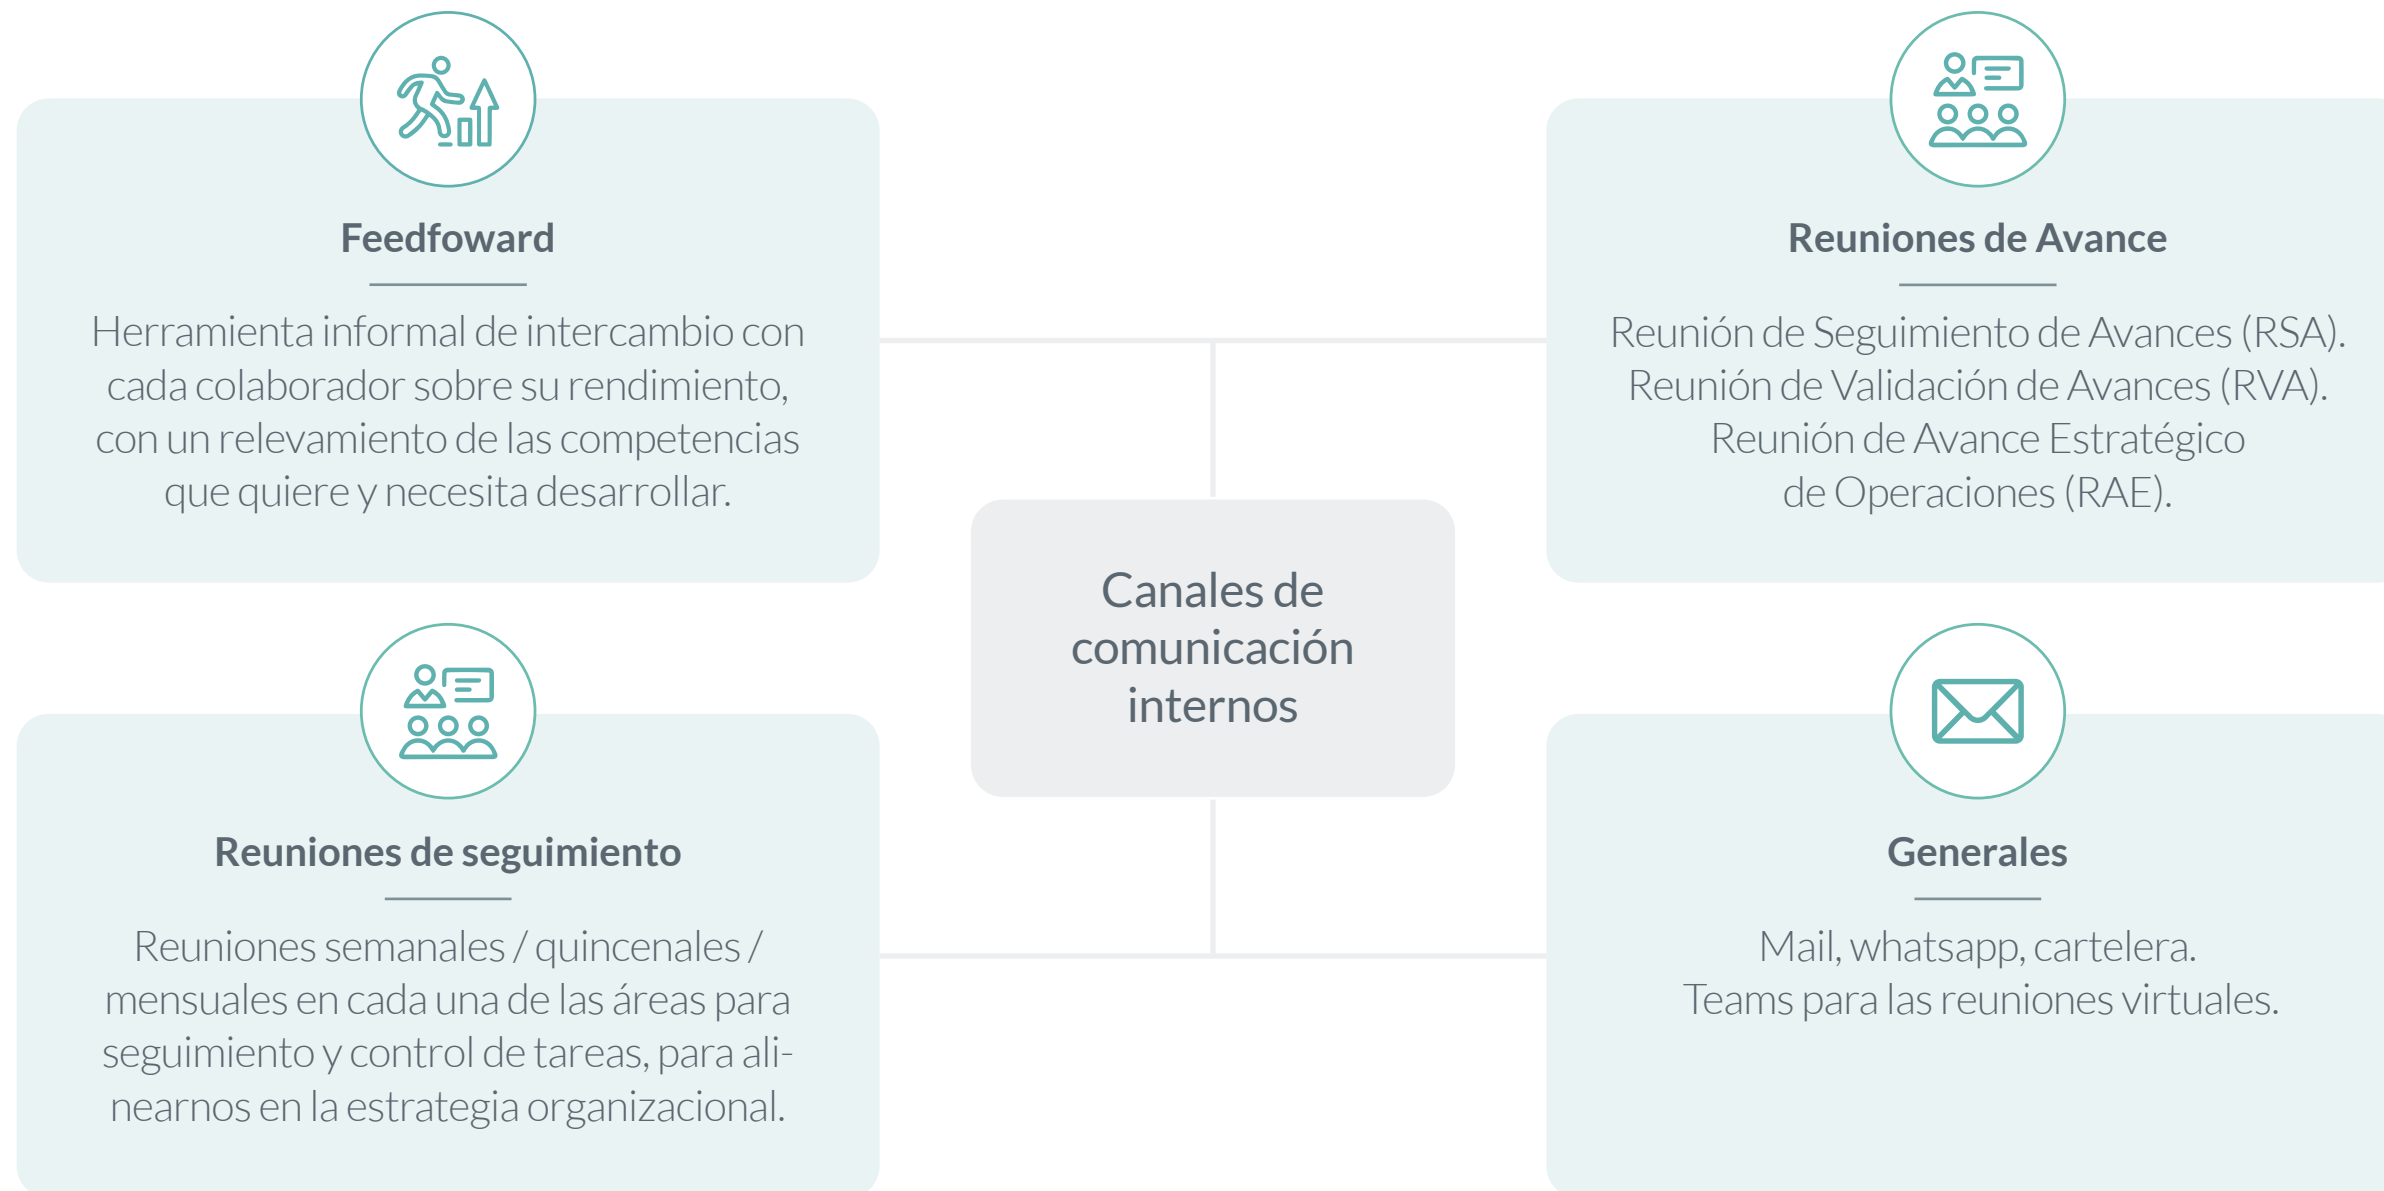 Feedfoward
Herramienta informal de intercambio con
cada colaborador sobre su rendimiento,
con un relevamiento de las competencias
que quiere y necesita desarrollar.
Reuniones de Avance
Reunión de Seguimiento de Avances (RSA).
Reunión de Validación de Avances (RVA).
Reunión de Avance Estratégico
de Operaciones (RAE).
Canales de
comunicación
internos
Reuniones de seguimiento
Reuniones semanales / quincenales /
mensuales en cada una de las áreas para
seguimiento y control de tareas, para ali-
nearnos en la estrategia organizacional.
Generales
Mail, whatsapp, cartelera.
Teams para las reuniones virtuales.